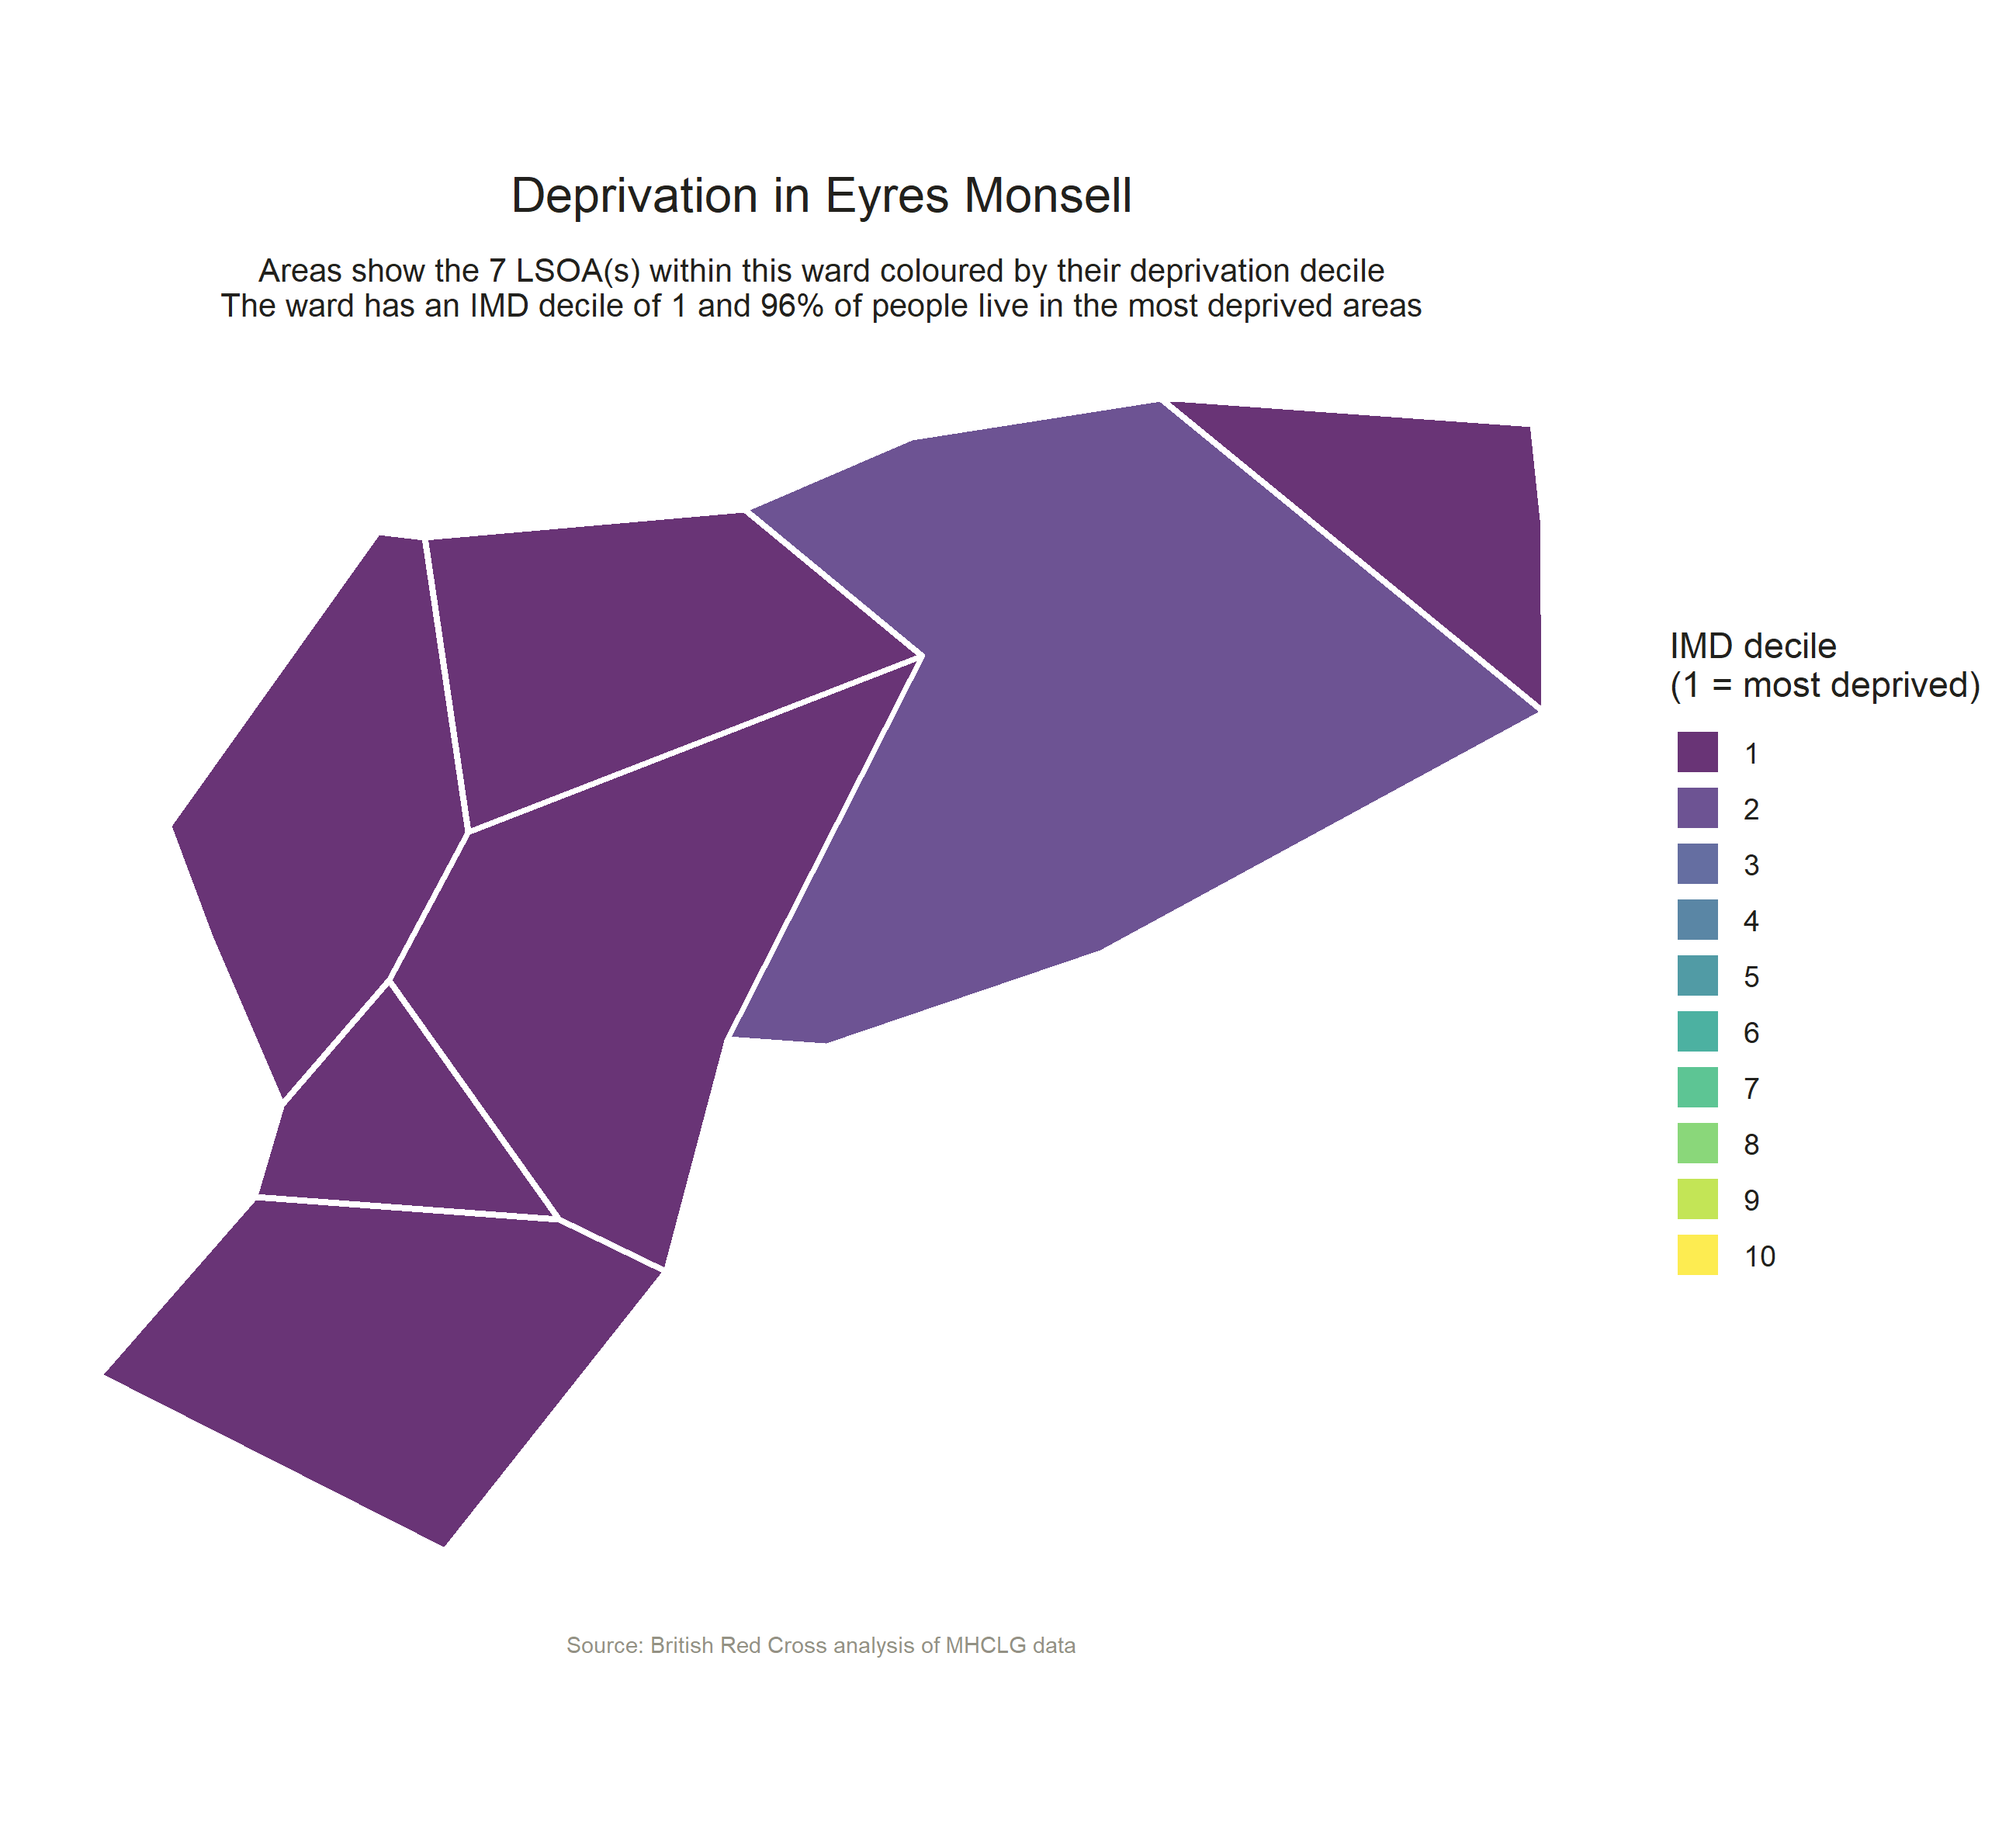 Deprivation in Eyres Monsell
Areas show the 7 LSOA(s) within this ward coloured by their deprivation decile
The ward has an IMD decile of 1 and 96% of people live in the most deprived areas
IMD decile
(1 = most deprived)
1
2
3
4
5
6
7
8
9
10
Source: British Red Cross analysis of MHCLG data